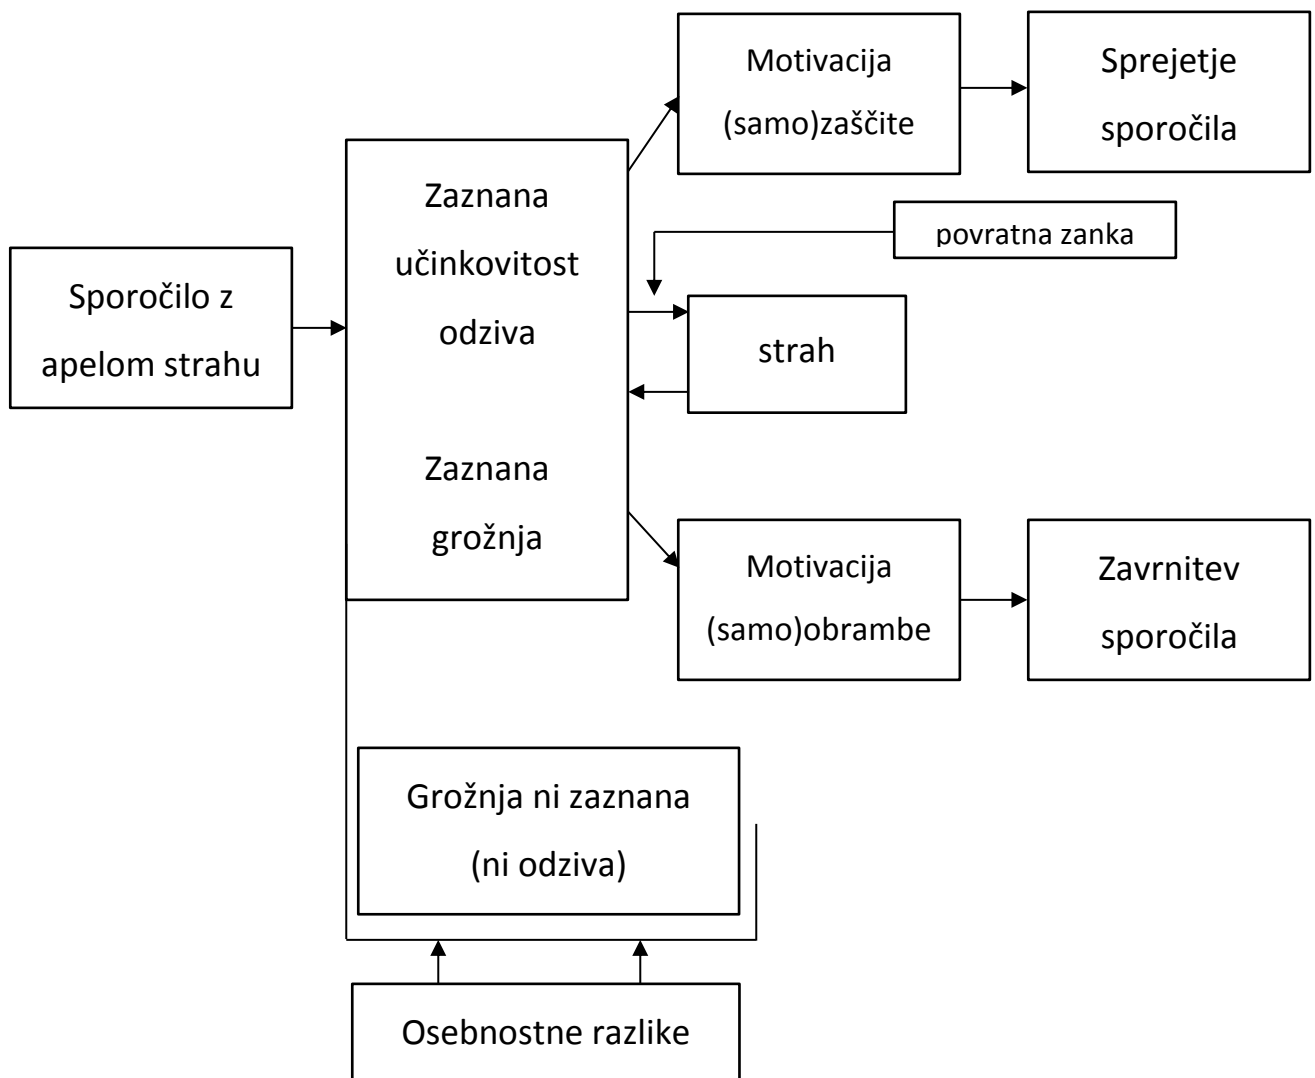 Sporočilo z
apelom strahu
Zaznana
učinkovitost
odziva
Zaznana
grožnja
Motivacija
(samo)zaščite
Sprejetje
sporočila
povratna zanka
strah
Motivacija
(samo)obrambe
Zavrnitev
sporočila
Grožnja ni zaznana
(ni odziva)
Osebnostne razlike